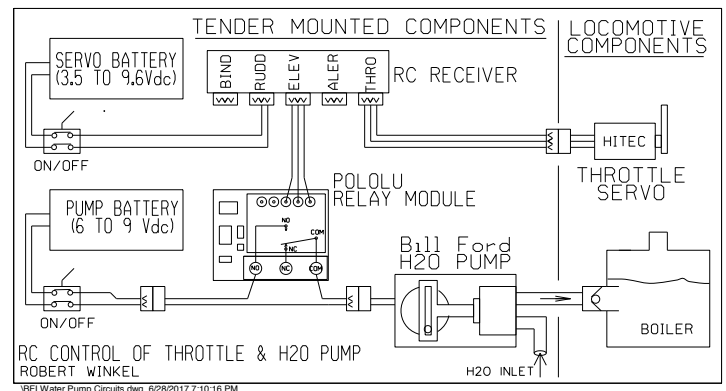 TENDER MOUNTED COMPONENTS
LOCOMOTIVE
COMPONENTS
SERVO BATTERY
(3.5 TO 9.6Vdc)
ON/OFF
BIND
RUDD
ELEV
ALER
THRO
RC RECEIVER
HITEC
THROTTLE
SERVO
PUMP BATTERY
(6 TO 9 Vdc)
ON/OFF
POLOLU
RELAY MODULE
NO
COM
NC
NO
NC
COM
Bill Ford
H2O PUMP
BOILER
H2O INLET
RC CONTROL OF THROTTLE & H2O PUMP
ROBERT WINKEL
\BFI Water Pump Circuits.dwg, 6/28/2017 7:10:16 PM